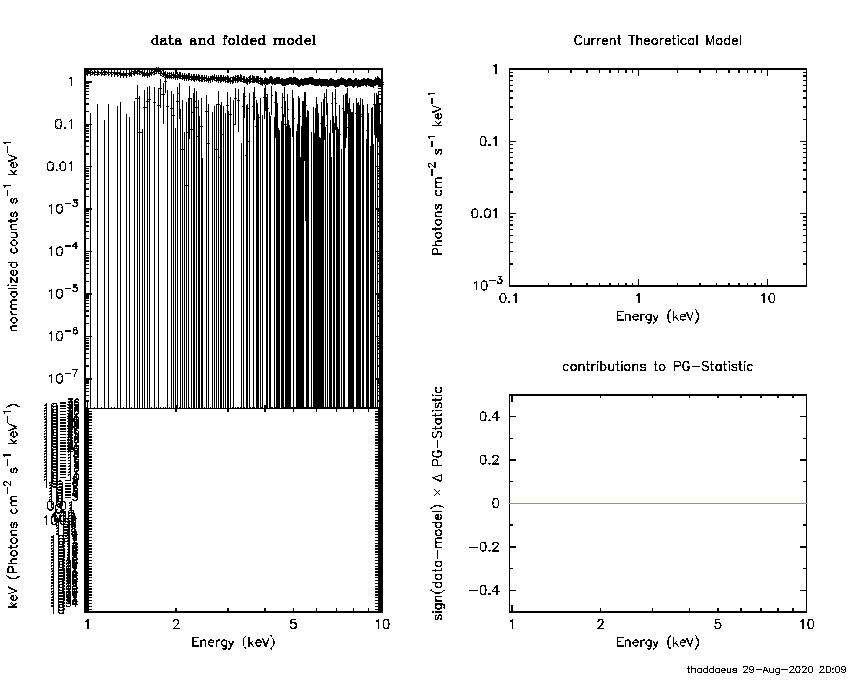 data and folded model
normalized counts s⁻¹ keV⁻¹
1
0.1
0.01
10⁻³
10⁻⁴
10⁻⁵
10⁻⁶
10⁻⁷
keV (Photons cm⁻² s⁻¹ keV⁻¹)
1 2 5 10
Energy (keV)
Current Theoretical Model
Photons cm⁻² s⁻¹ keV⁻¹
1
0.1
0.01
10⁻³
0.1 1 10
Energy (keV)
contributions to PG−Statistic
sign(data−model) × Δ PG−Statistic
0.4
0.2
0
−0.2
−0.4
1 2 5 10
Energy (keV)
thaddaeus 29−Aug−2020 20:09